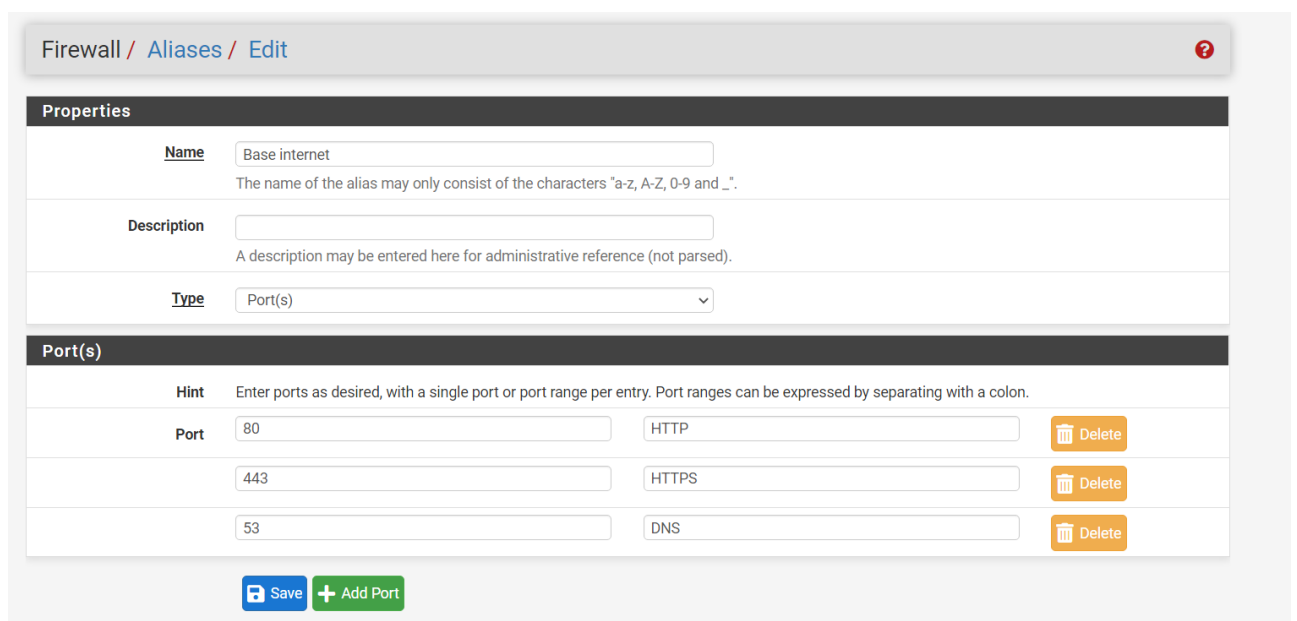 Firewall / Aliases / Edit
Properties
Name Base internet
The name of the alias may only consist of the characters "a-z, A-Z, 0-9 and _".
Description
A description may be entered here for administrative reference (not parsed).
Type Port(s)
Port(s)
Hint Enter ports as desired, with a single port or port range per entry. Port ranges can be expressed by separating with a colon.
Port 80 HTTP Delete
443 HTTPS Delete
53 DNS Delete
Save Add Port